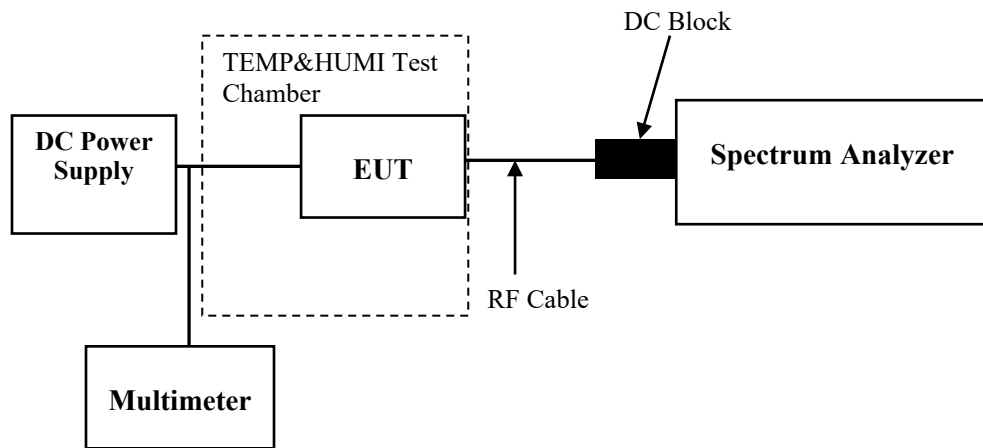 DC Block
TEMP&HUMI Test
Chamber
DC Power
Supply
EUT
Spectrum Analyzer
RF Cable
Multimeter